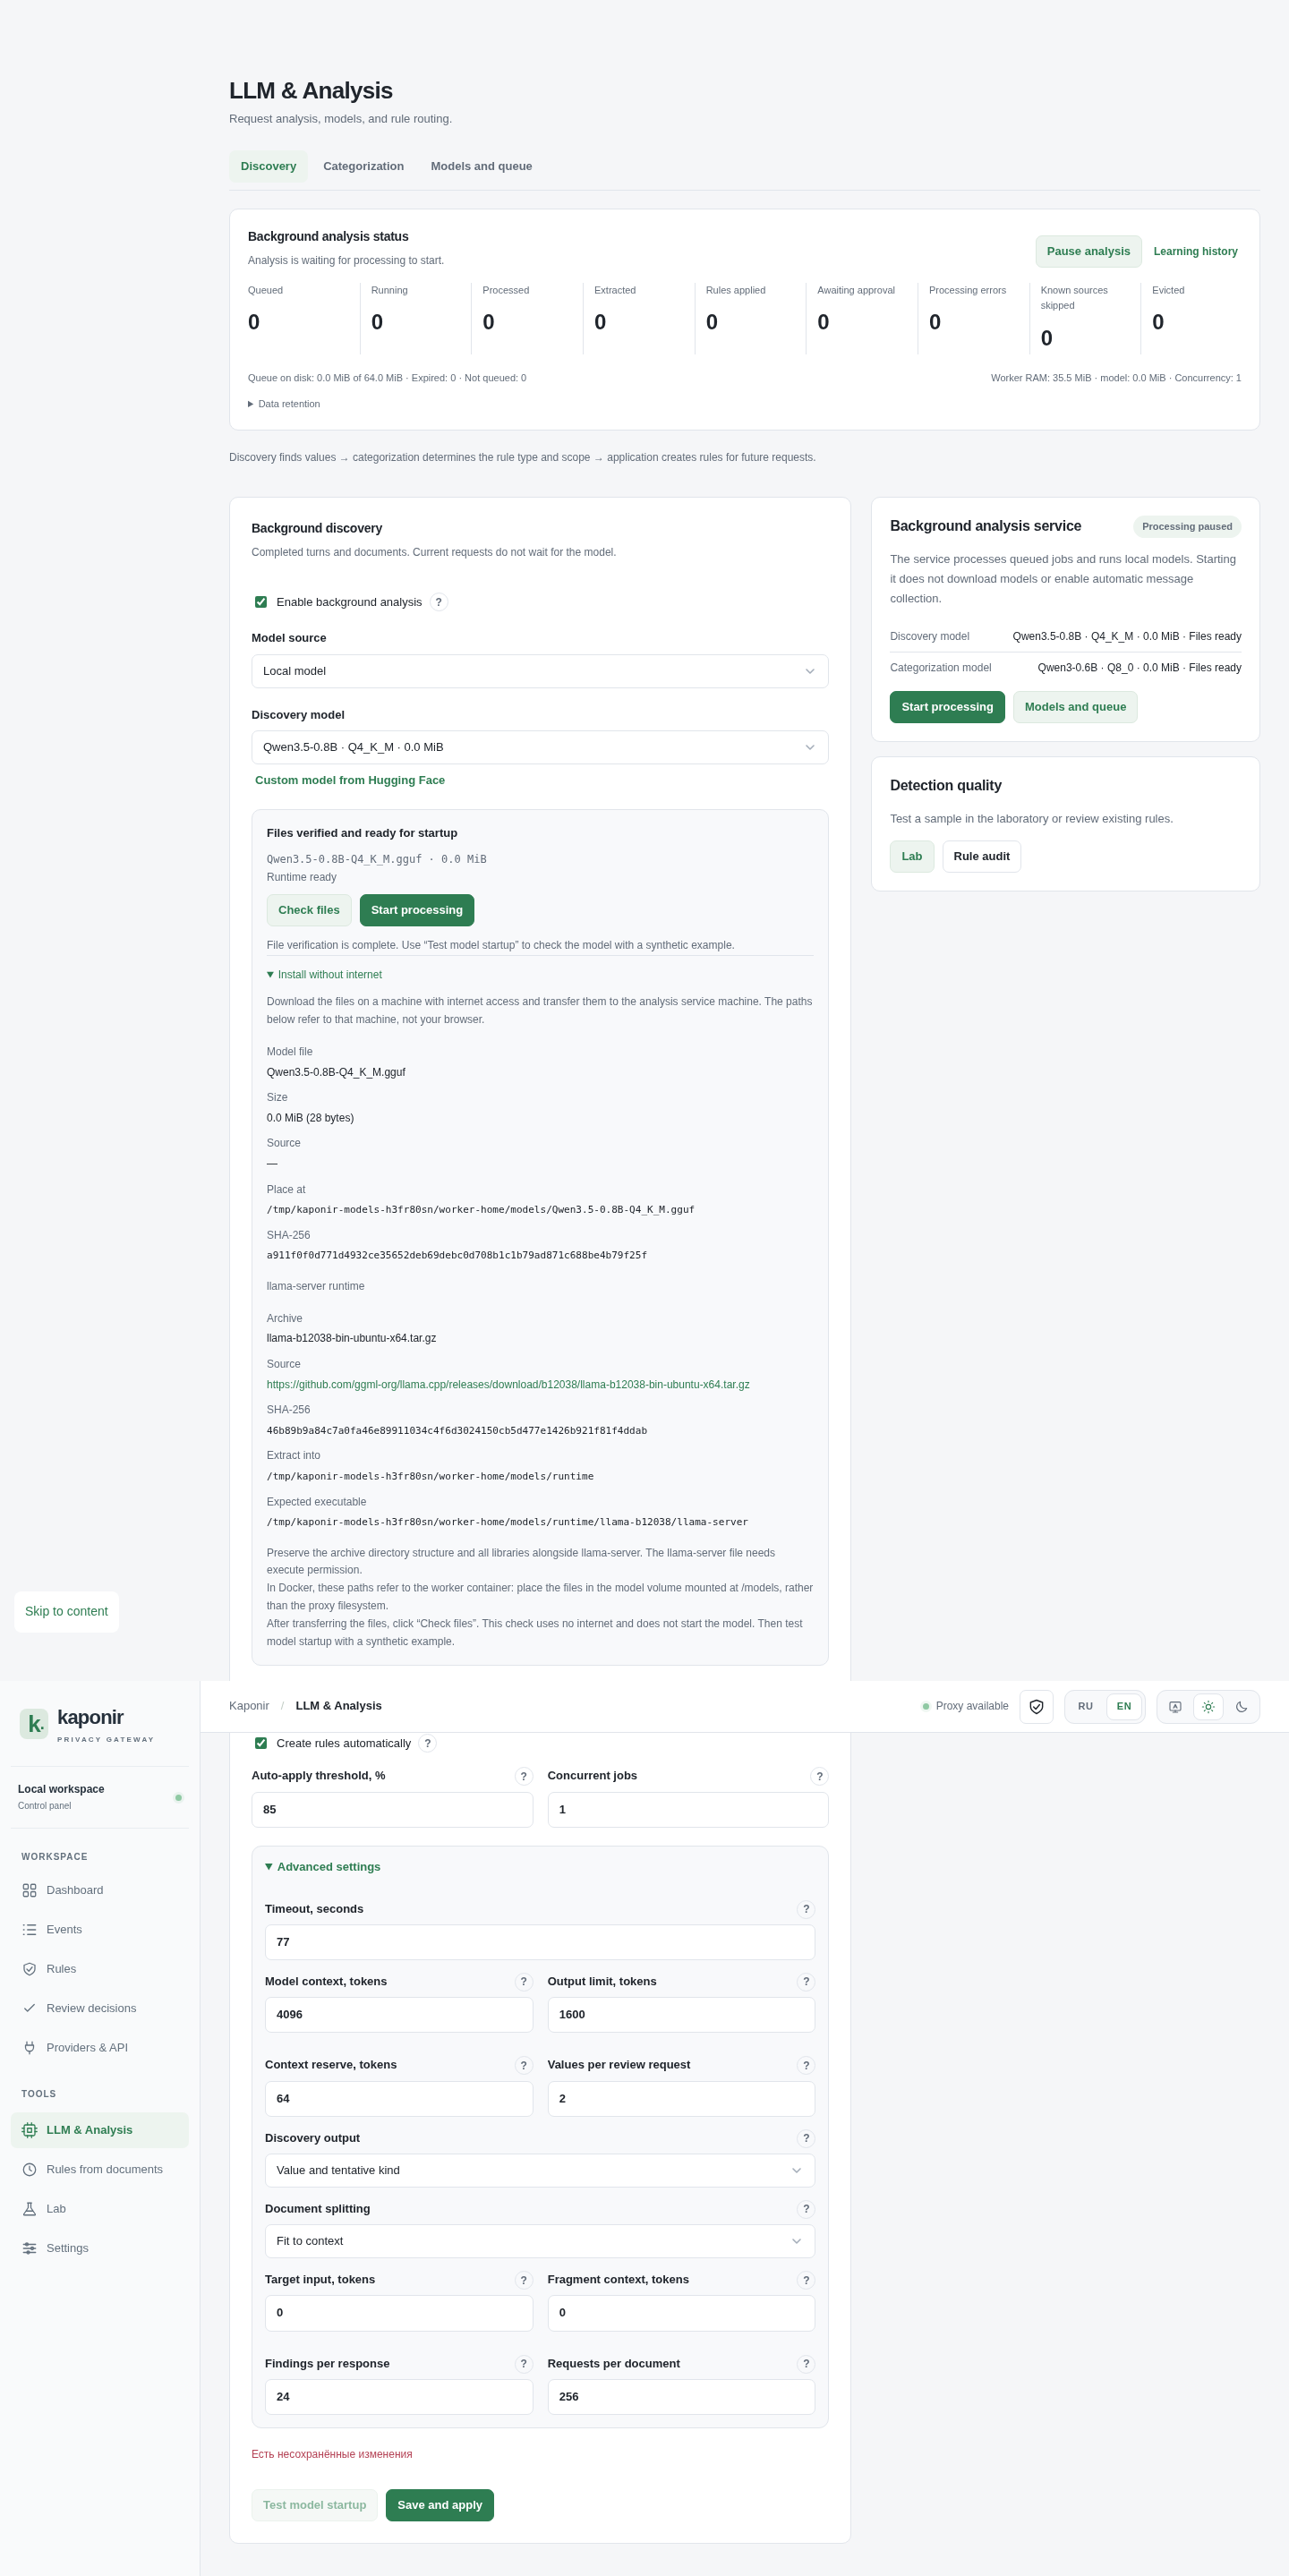 LLM & Analysis
Request analysis, models, and rule routing.
Discovery
Categorization
Models and queue
Background analysis status
Analysis is waiting for processing to start.
Pause analysis
Learning history
Queued
Running
Processed
Extracted
Rules applied
Awaiting approval
Processing errors
Known sources
skipped
Evicted
0
0
0
0
0
0
0
0
0
Queue on disk: 0.0 MiB of 64.0 MiB · Expired: 0 · Not queued: 0
Worker RAM: 35.5 MiB · model: 0.0 MiB · Concurrency: 1
▶ Data retention
Discovery finds values → categorization determines the rule type and scope → application creates rules for future requests.
Background discovery
Completed turns and documents. Current requests do not wait for the model.
Enable background analysis ?
Model source
Local model
Discovery model
Qwen3.5-0.8B · Q4_K_M · 0.0 MiB
Custom model from Hugging Face
Files verified and ready for startup
Qwen3.5-0.8B-Q4_K_M.gguf · 0.0 MiB
Runtime ready
Check files
Start processing
File verification is complete. Use “Test model startup” to check the model with a synthetic example.
▼ Install without internet
Download the files on a machine with internet access and transfer them to the analysis service machine. The paths
below refer to that machine, not your browser.
Model file
Qwen3.5-0.8B-Q4_K_M.gguf
Size
0.0 MiB (28 bytes)
Source
—
Place at
/tmp/kaponir-models-h3fr80sn/worker-home/models/Qwen3.5-0.8B-Q4_K_M.gguf
SHA-256
a911f0f0d771d4932ce35652deb69debc0d708b1c1b79ad871c688be4b79f25f
llama-server runtime
Archive
llama-b12038-bin-ubuntu-x64.tar.gz
Source
https://github.com/ggml-org/llama.cpp/releases/download/b12038/llama-b12038-bin-ubuntu-x64.tar.gz
SHA-256
46b89b9a84c7a0fa46e89911034c4f6d3024150cb5d477e1426b921f81f4ddab
Extract into
/tmp/kaponir-models-h3fr80sn/worker-home/models/runtime
Expected executable
/tmp/kaponir-models-h3fr80sn/worker-home/models/runtime/llama-b12038/llama-server
Preserve the archive directory structure and all libraries alongside llama-server. The llama-server file needs
execute permission.
In Docker, these paths refer to the worker container: place the files in the model volume mounted at /models, rather
than the proxy filesystem.
After transferring the files, click “Check files”. This check uses no internet and does not start the model. Then test
model startup with a synthetic example.
Background analysis service
Processing paused
The service processes queued jobs and runs local models. Starting
it does not download models or enable automatic message
collection.
Discovery model
Qwen3.5-0.8B · Q4_K_M · 0.0 MiB · Files ready
Categorization model
Qwen3-0.6B · Q8_0 · 0.0 MiB · Files ready
Start processing
Models and queue
Detection quality
Test a sample in the laboratory or review existing rules.
Lab
Rule audit
Skip to content
k.
kaponir
PRIVACY GATEWAY
Local workspace
Control panel
WORKSPACE
Dashboard
Events
Rules
Review decisions
Providers & API
TOOLS
LLM & Analysis
Rules from documents
Lab
Settings
Kaponir / LLM & Analysis
Proxy available
RU
EN
Create rules automatically ?
Auto-apply threshold, % ?
Concurrent jobs ?
85
1
▼ Advanced settings
Timeout, seconds ?
77
Model context, tokens ?
Output limit, tokens ?
4096
1600
Context reserve, tokens ?
Values per review request ?
64
2
Discovery output ?
Value and tentative kind
Document splitting ?
Fit to context
Target input, tokens ?
Fragment context, tokens ?
0
0
Findings per response ?
Requests per document ?
24
256
Есть несохранённые изменения
Test model startup
Save and apply